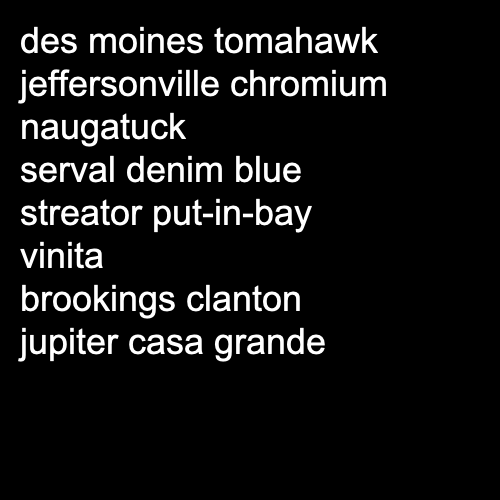 des moines tomahawk
jeffersonville chromium
naugatuck
serval denim blue
streator put-in-bay
vinita
brookings clanton
jupiter casa grande